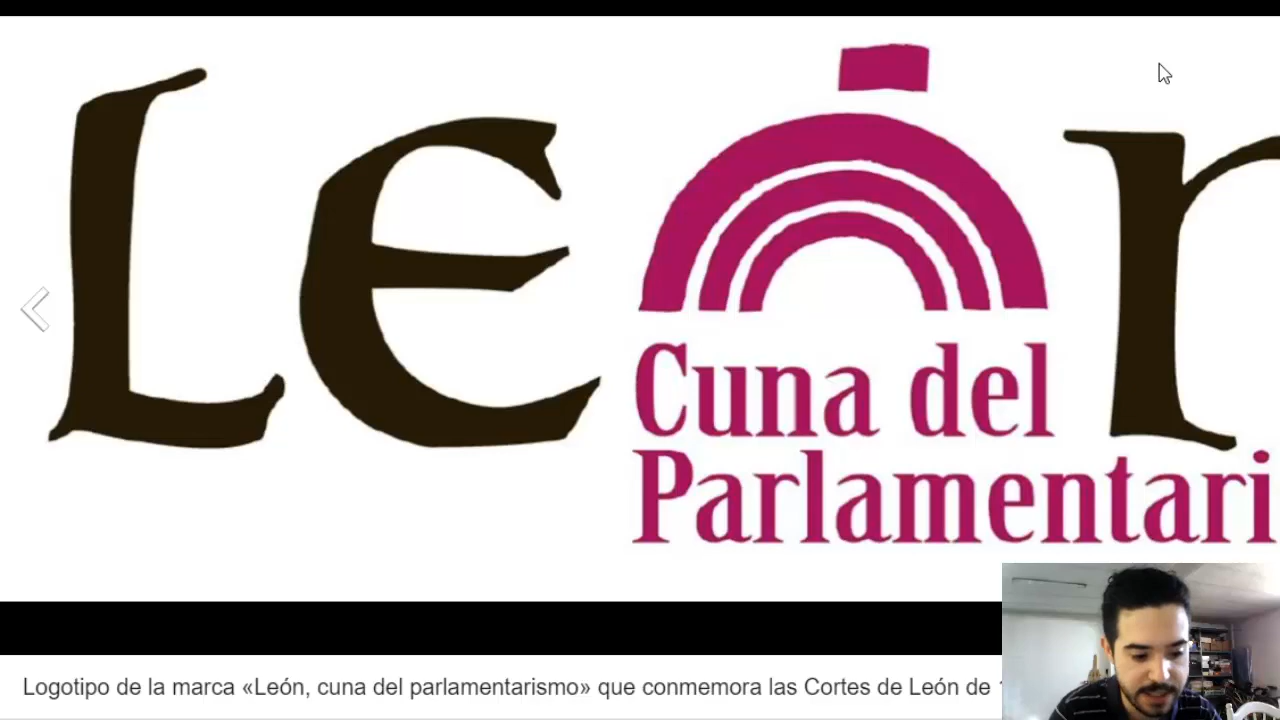 León
Cuna del
Parlamentari
Logotipo de la marca «León, cuna del parlamentarismo» que conmemora las Cortes de León de